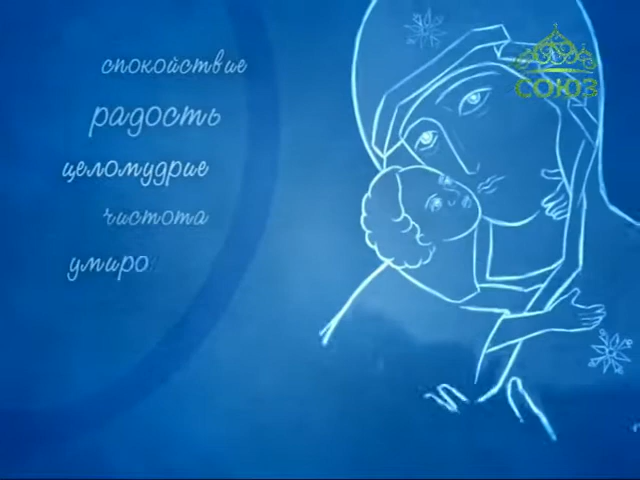 спокойствие
СОЮЗ
радость
целомудрие
чистота
умиро